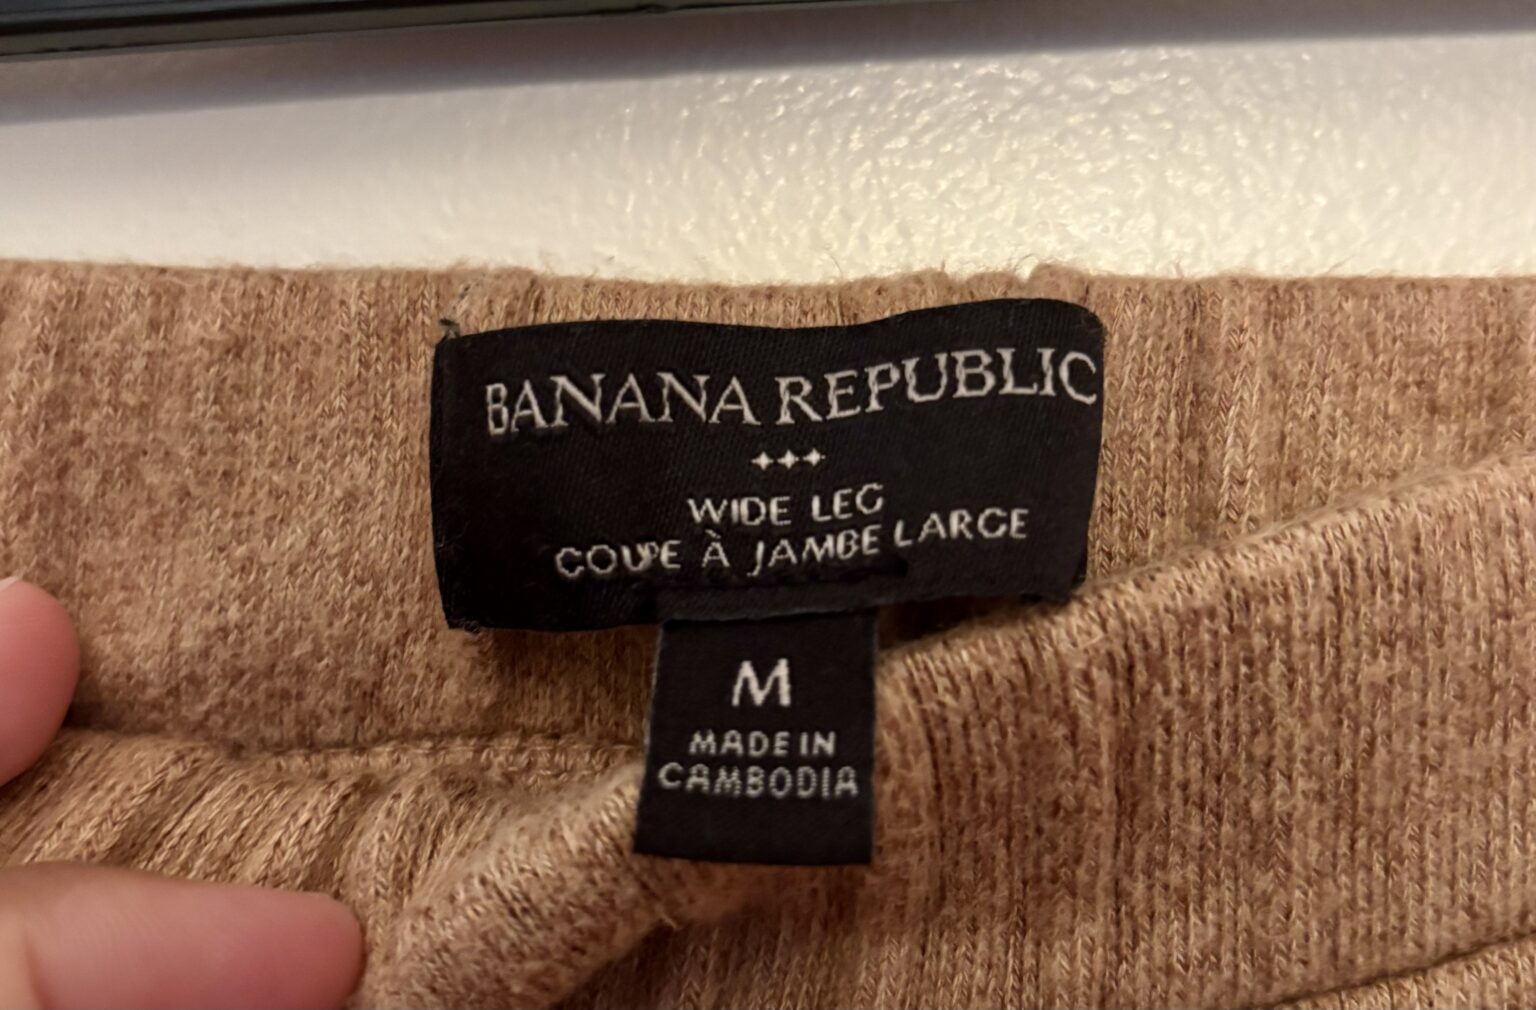 BANANA REPUBLIC
WIDE LEG
COUPE À JAMBE LARGE
M
MADE IN
CAMBODIA